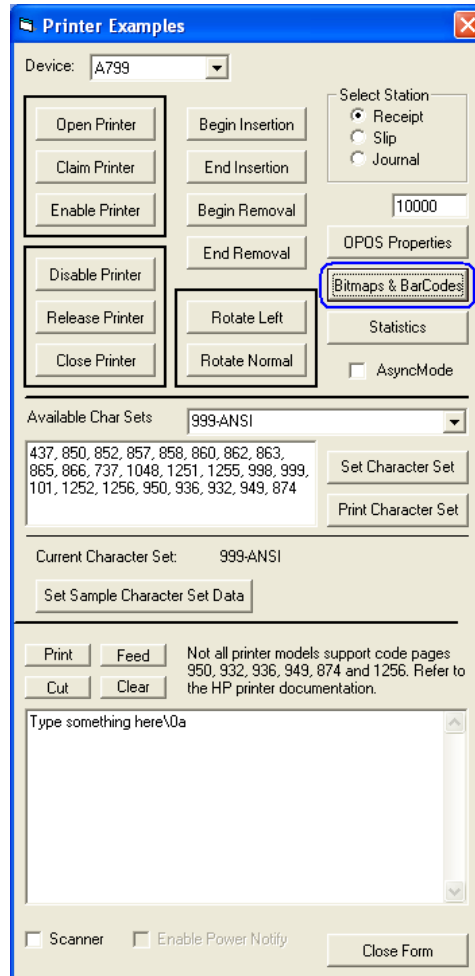 Printer Examples
Device: A799
Select Station
Open Printer
Begin Insertion
Receipt
Slip
Claim Printer
End Insertion
Journal
Enable Printer
Begin Removal
10000
End Removal
OPOS Properties
Disable Printer
Bitmaps & BarCodes
Release Printer
Rotate Left
Statistics
Close Printer
Rotate Normal
AsyncMode
Available Char Sets
999-ANSI
437, 850, 852, 857, 858, 860, 862, 863,
865, 866, 737, 1048, 1251, 1255, 998, 999,
101, 1252, 1256, 950, 936, 932, 949, 874
Set Character Set
Print Character Set
Current Character Set: 999-ANSI
Set Sample Character Set Data
Print
Feed
Cut
Clear
Not all printer models support code pages
950, 932, 936, 949, 874 and 1256. Refer to
the HP printer documentation.
Type something here\0a
Scanner
Enable Power Notify
Close Form